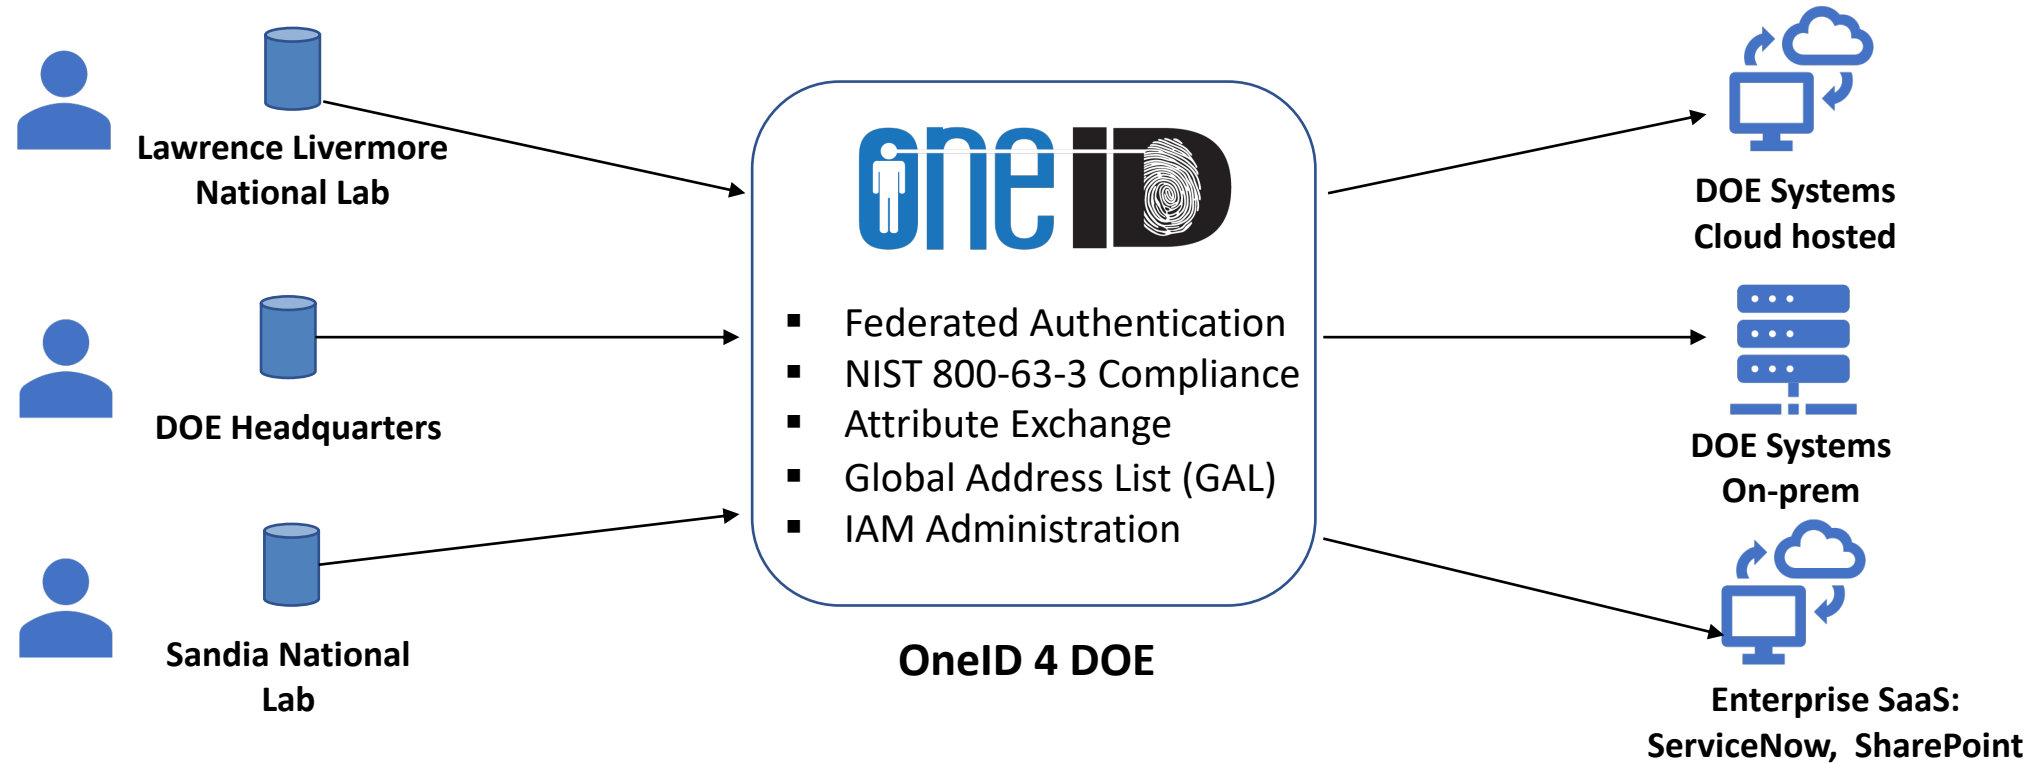 Lawrence Livermore
National Lab
DOE Headquarters
Sandia National
Lab
one ID
▪ Federated Authentication
▪ NIST 800-63-3 Compliance
▪ Attribute Exchange
▪ Global Address List (GAL)
▪ IAM Administration
OneID 4 DOE
DOE Systems
Cloud hosted
DOE Systems
On-prem
Enterprise SaaS:
ServiceNow, SharePoint